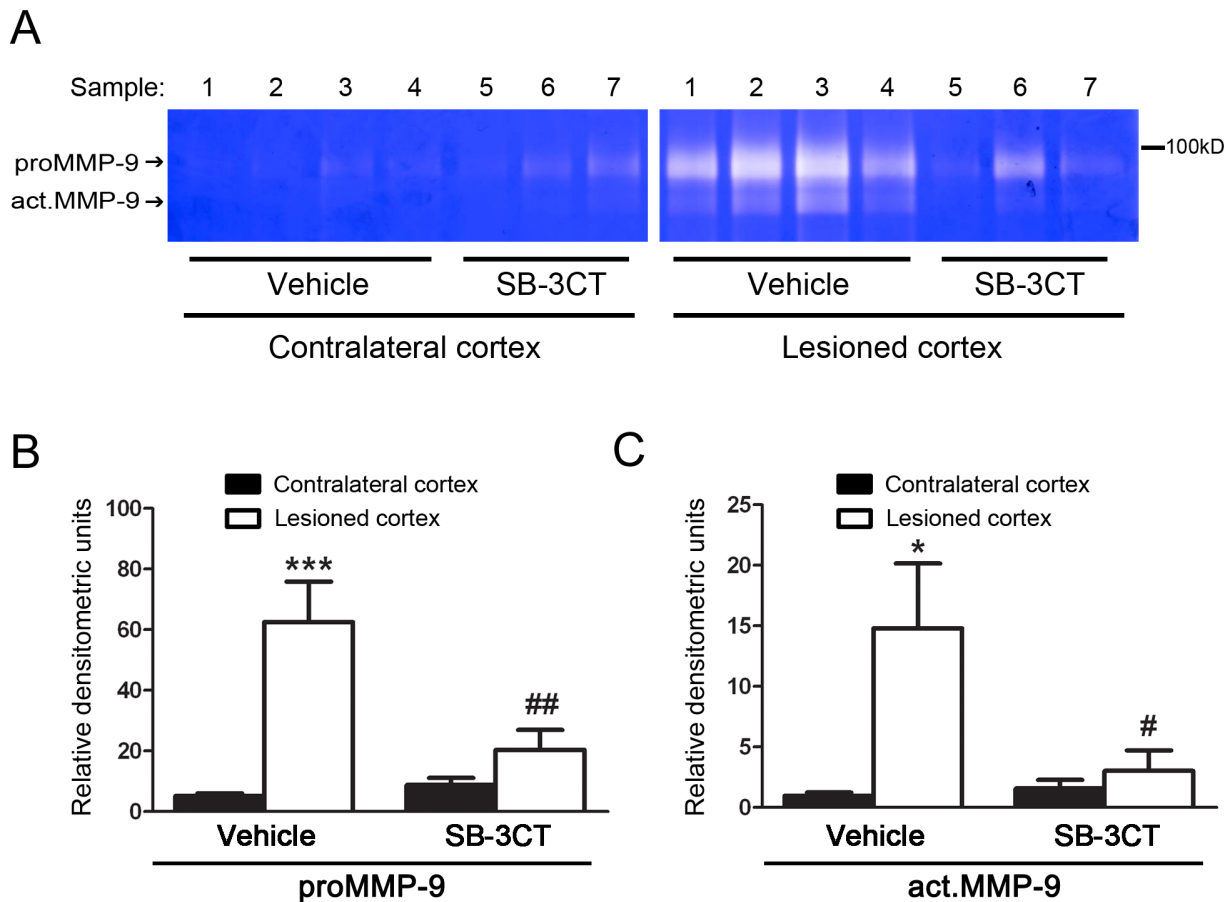 A
Sample: 1 2 3 4 5 6 7 1 2 3 4 5 6 7
100kD
proMMP-9
act.MMP-9
Vehicle SB-3CT Vehicle SB-3CT
Contralateral cortex Lesioned cortex
B
Contralateral cortex
Lesioned cortex
Relative densitometric units
100
80
60
40
20
0
***
##
Vehicle SB-3CT
proMMP-9
C
Contralateral cortex
Lesioned cortex
Relative densitometric units
25
20
15
10
5
0
*
#
Vehicle SB-3CT
act.MMP-9